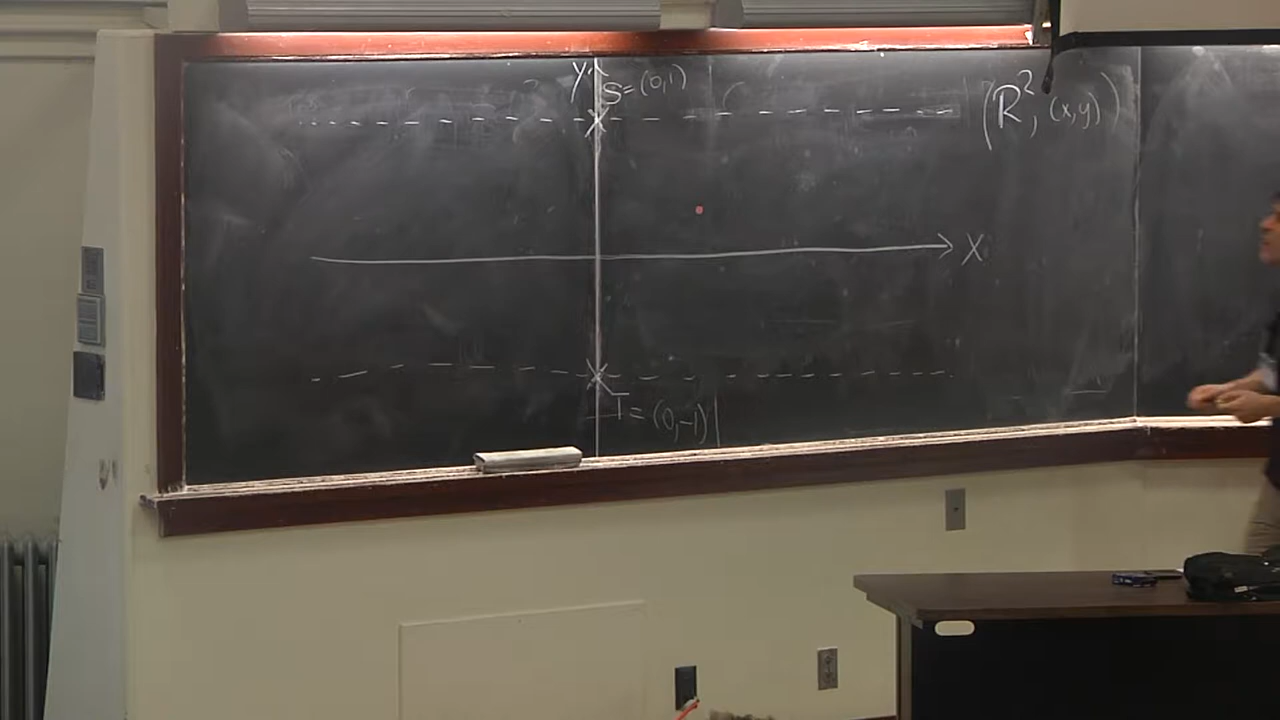 y
S = (0,1)
(R², (x,y))
X
T = (0,-1)